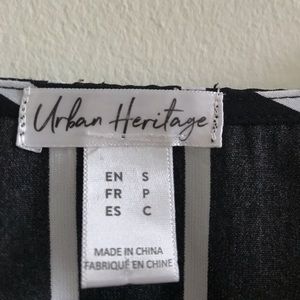 Urban Heritage
EN S
FR P
ES C
MADE IN CHINA
FABRIQUÉ EN CHINE